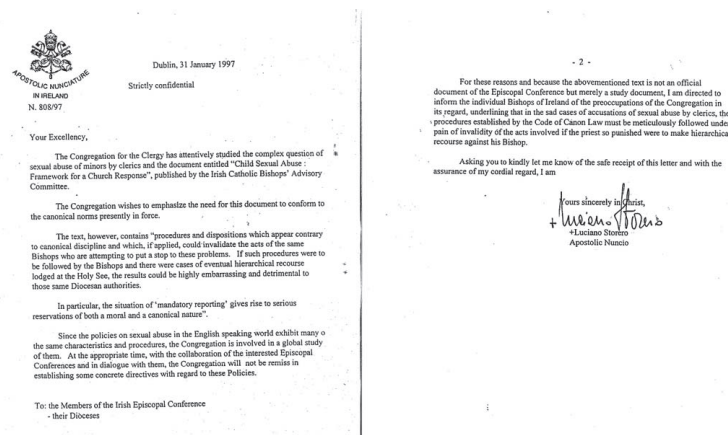 APOSTOLIC NUNCIATURE
IN IRELAND
N. 808/97
Dublin, 31 January 1997
Strictly confidential
Your Excellency,
The Congregation for the Clergy has attentively studied the complex question of
sexual abuse of minors by clerics and the document entitled "Child Sexual Abuse :
Framework for a Church Response", published by the Irish Catholic Bishops' Advisory
Committee.
The Congregation wishes to emphasize the need for this document to conform to
the canonical norms presently in force.
The text, however, contains "procedures and dispositions which appear contrary
to canonical discipline and which, if applied, could invalidate the acts of the same
Bishops who are attempting to put a stop to these problems. If such procedures were to
be followed by the Bishops and there were cases of eventual hierarchical recourse
lodged at the Holy See, the results could be highly embarrassing and detrimental to
those same Diocesan authorities.
In particular, the situation of 'mandatory reporting' gives rise to serious
reservations of both a moral and a canonical nature".
Since the policies on sexual abuse in the English speaking world exhibit many o
the same characteristics and procedures, the Congregation is involved in a global study
of them. At the appropriate time, with the collaboration of the interested Episcopal
Conferences and in dialogue with them, the Congregation will not be remiss in
establishing some concrete directives with regard to these Policies.
To: the Members of the Irish Episcopal Conference
- their Dioceses
- 2 -
For these reasons and because the abovementioned text is not an official
document of the Episcopal Conference but merely a study document, I am directed to
inform the individual Bishops of Ireland of the preoccupations of the Congregation in
its regard, underlining that in the sad cases of accusations of sexual abuse by clerics, the
procedures established by the Code of Canon Law must be meticulously followed unde
pain of invalidity of the acts involved if the priest so punished were to make hierarchica
recourse against his Bishop.
Asking you to kindly let me know of the safe receipt of this letter and with the
assurance of my cordial regard, I am
Yours sincerely in Christ,
+ Luciano Storero
+Luciano Storero
Apostolic Nuncio